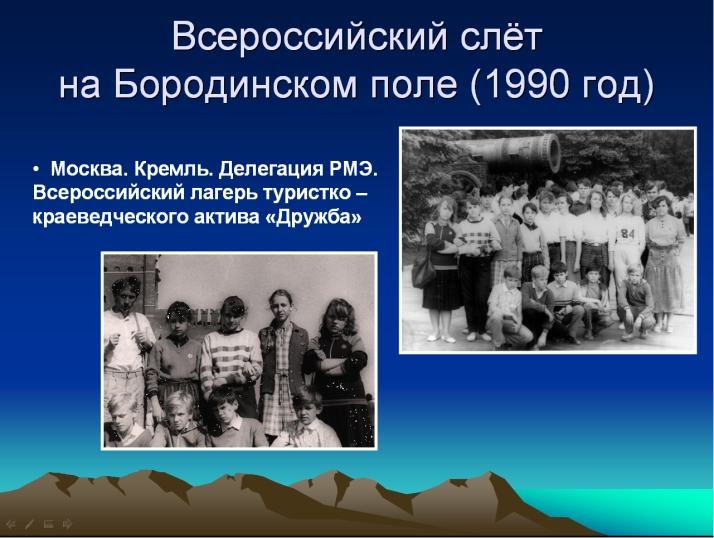 Всероссийский слёт
на Бородинском поле (1990 год)
• Москва. Кремль. Делегация РМЭ.
Всероссийский лагерь туристко –
краеведческого актива «Дружба»
84